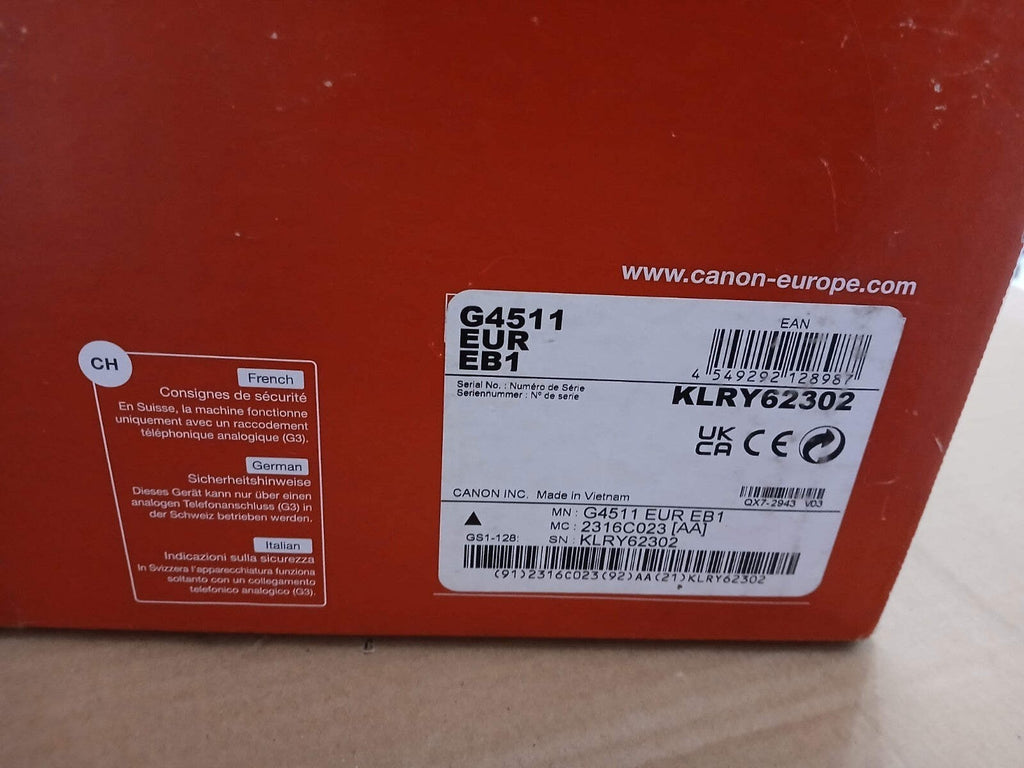 www.canon-europe.com
G4511
EUR
EB1
EAN
4 549292 128987
Serial No. : Numéro de Série
Seriennummer : N° de serie
KLRY62302
UK
CA CE
CANON INC. Made in Vietnam
QX7-2943 V03
MN : G4511 EUR EB1
MC : 2316C023 [AA]
GS1-128: SN : KLRY62302
(91)2316C023(92)AA(21)KLRY62302
CH
French
Consignes de sécurité
En Suisse, la machine fonctionne
uniquement avec un raccodement
téléphonique analogique (G3).
German
Sicherheitshinweise
Dieses Gerät kann nur über einen
analogen Telefonanschluss (G3) in
der Schweiz betrieben werden.
Italian
Indicazioni sulla sicurezza
In Svizzera l'apparecchiatura funziona
soltanto con un collegamento
telefonico analogico (G3).